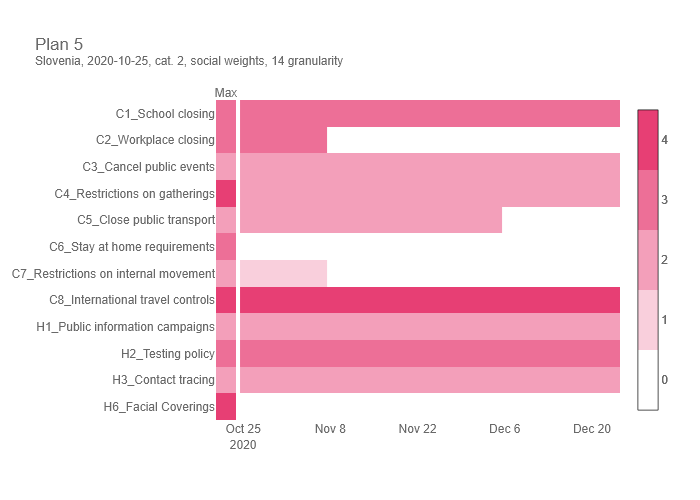 Plan 5
Slovenia, 2020-10-25, cat. 2, social weights, 14 granularity
Max
C1_School closing
C2_Workplace closing
C3_Cancel public events
C4_Restrictions on gatherings
C5_Close public transport
C6_Stay at home requirements
C7_Restrictions on internal movement
C8_International travel controls
H1_Public information campaigns
H2_Testing policy
H3_Contact tracing
H6_Facial Coverings
Oct 25 Nov 8 Nov 22 Dec 6 Dec 20
2020
4
3
2
1
0